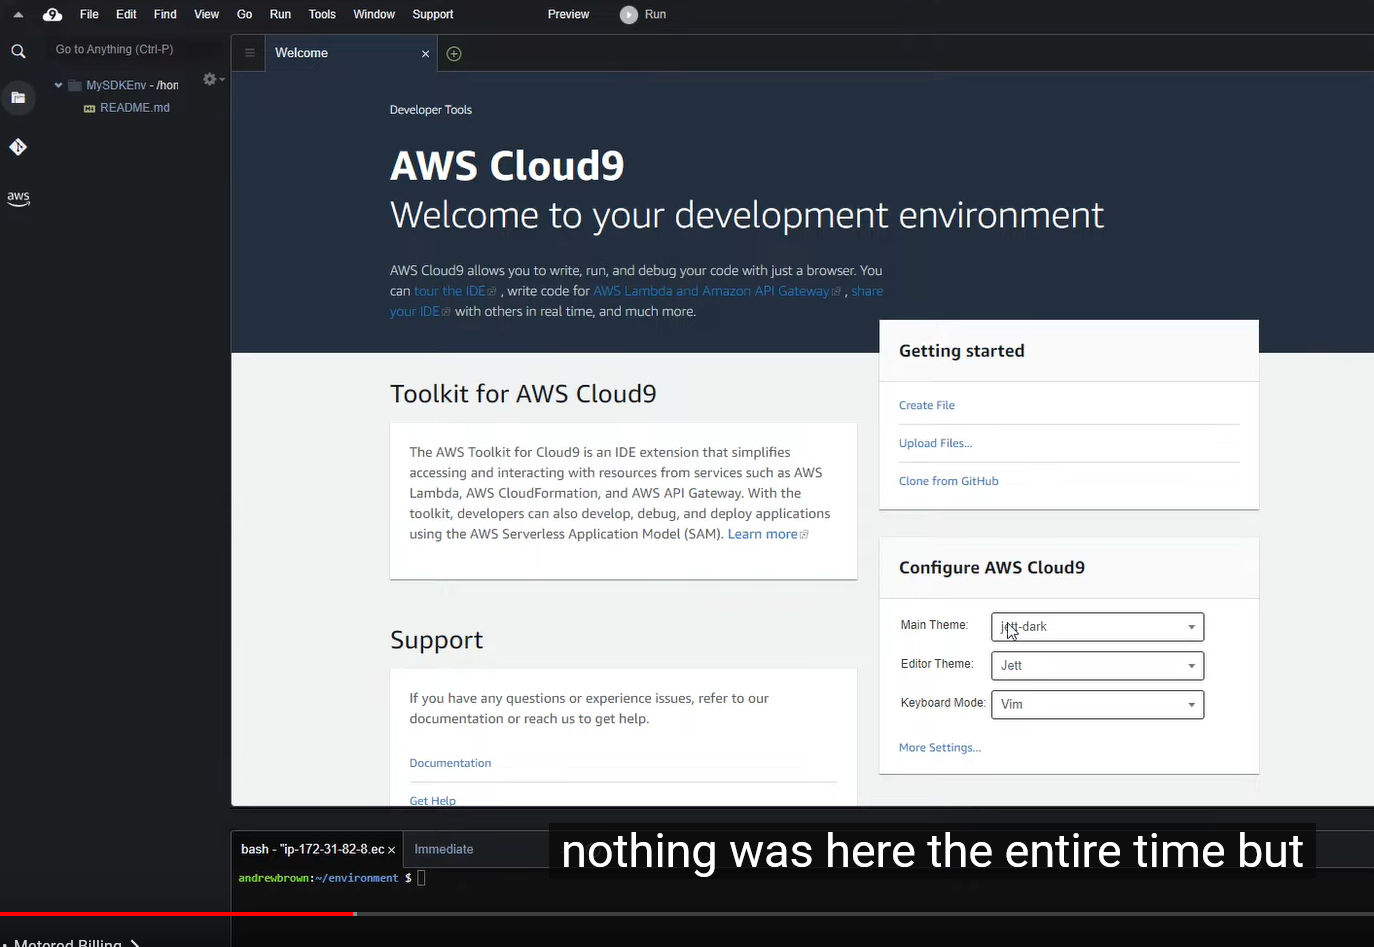 File Edit Find View Go Run Tools Window Support Preview Run
Go to Anything (Ctrl-P)
MySDKEnv - /hon
README.md
aws
Welcome
Developer Tools
AWS Cloud9
Welcome to your development environment
AWS Cloud9 allows you to write, run, and debug your code with just a browser. You
can tour the IDE , write code for AWS Lambda and Amazon API Gateway , share
your IDE with others in real time, and much more.
Toolkit for AWS Cloud9
The AWS Toolkit for Cloud9 is an IDE extension that simplifies
accessing and interacting with resources from services such as AWS
Lambda, AWS CloudFormation, and AWS API Gateway. With the
toolkit, developers can also develop, debug, and deploy applications
using the AWS Serverless Application Model (SAM). Learn more
Support
If you have any questions or experience issues, refer to our
documentation or reach us to get help.
Documentation
Get Help
Getting started
Create File
Upload Files...
Clone from GitHub
Configure AWS Cloud9
Main Theme: jett-dark
Editor Theme: Jett
Keyboard Mode: Vim
More Settings...
bash - "ip-172-31-82-8.ec Immediate
andrewbrown:~/environment $
nothing was here the entire time but
• Metered Billing